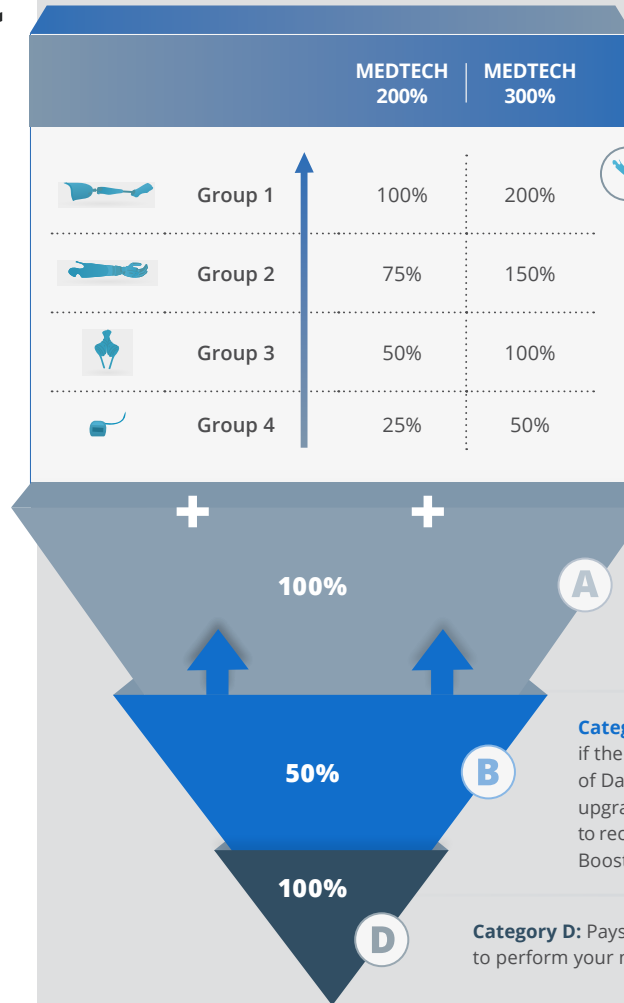 MEDTECH 200% MEDTECH 300%
Group 1 100% 200%
Group 2 75% 150%
Group 3 50% 100%
Group 4 25% 50%
+ +
100%
A
50%
B
if the
of Da
upgra
to rec
Boost
100%
D
Category D: Pays
to perform your